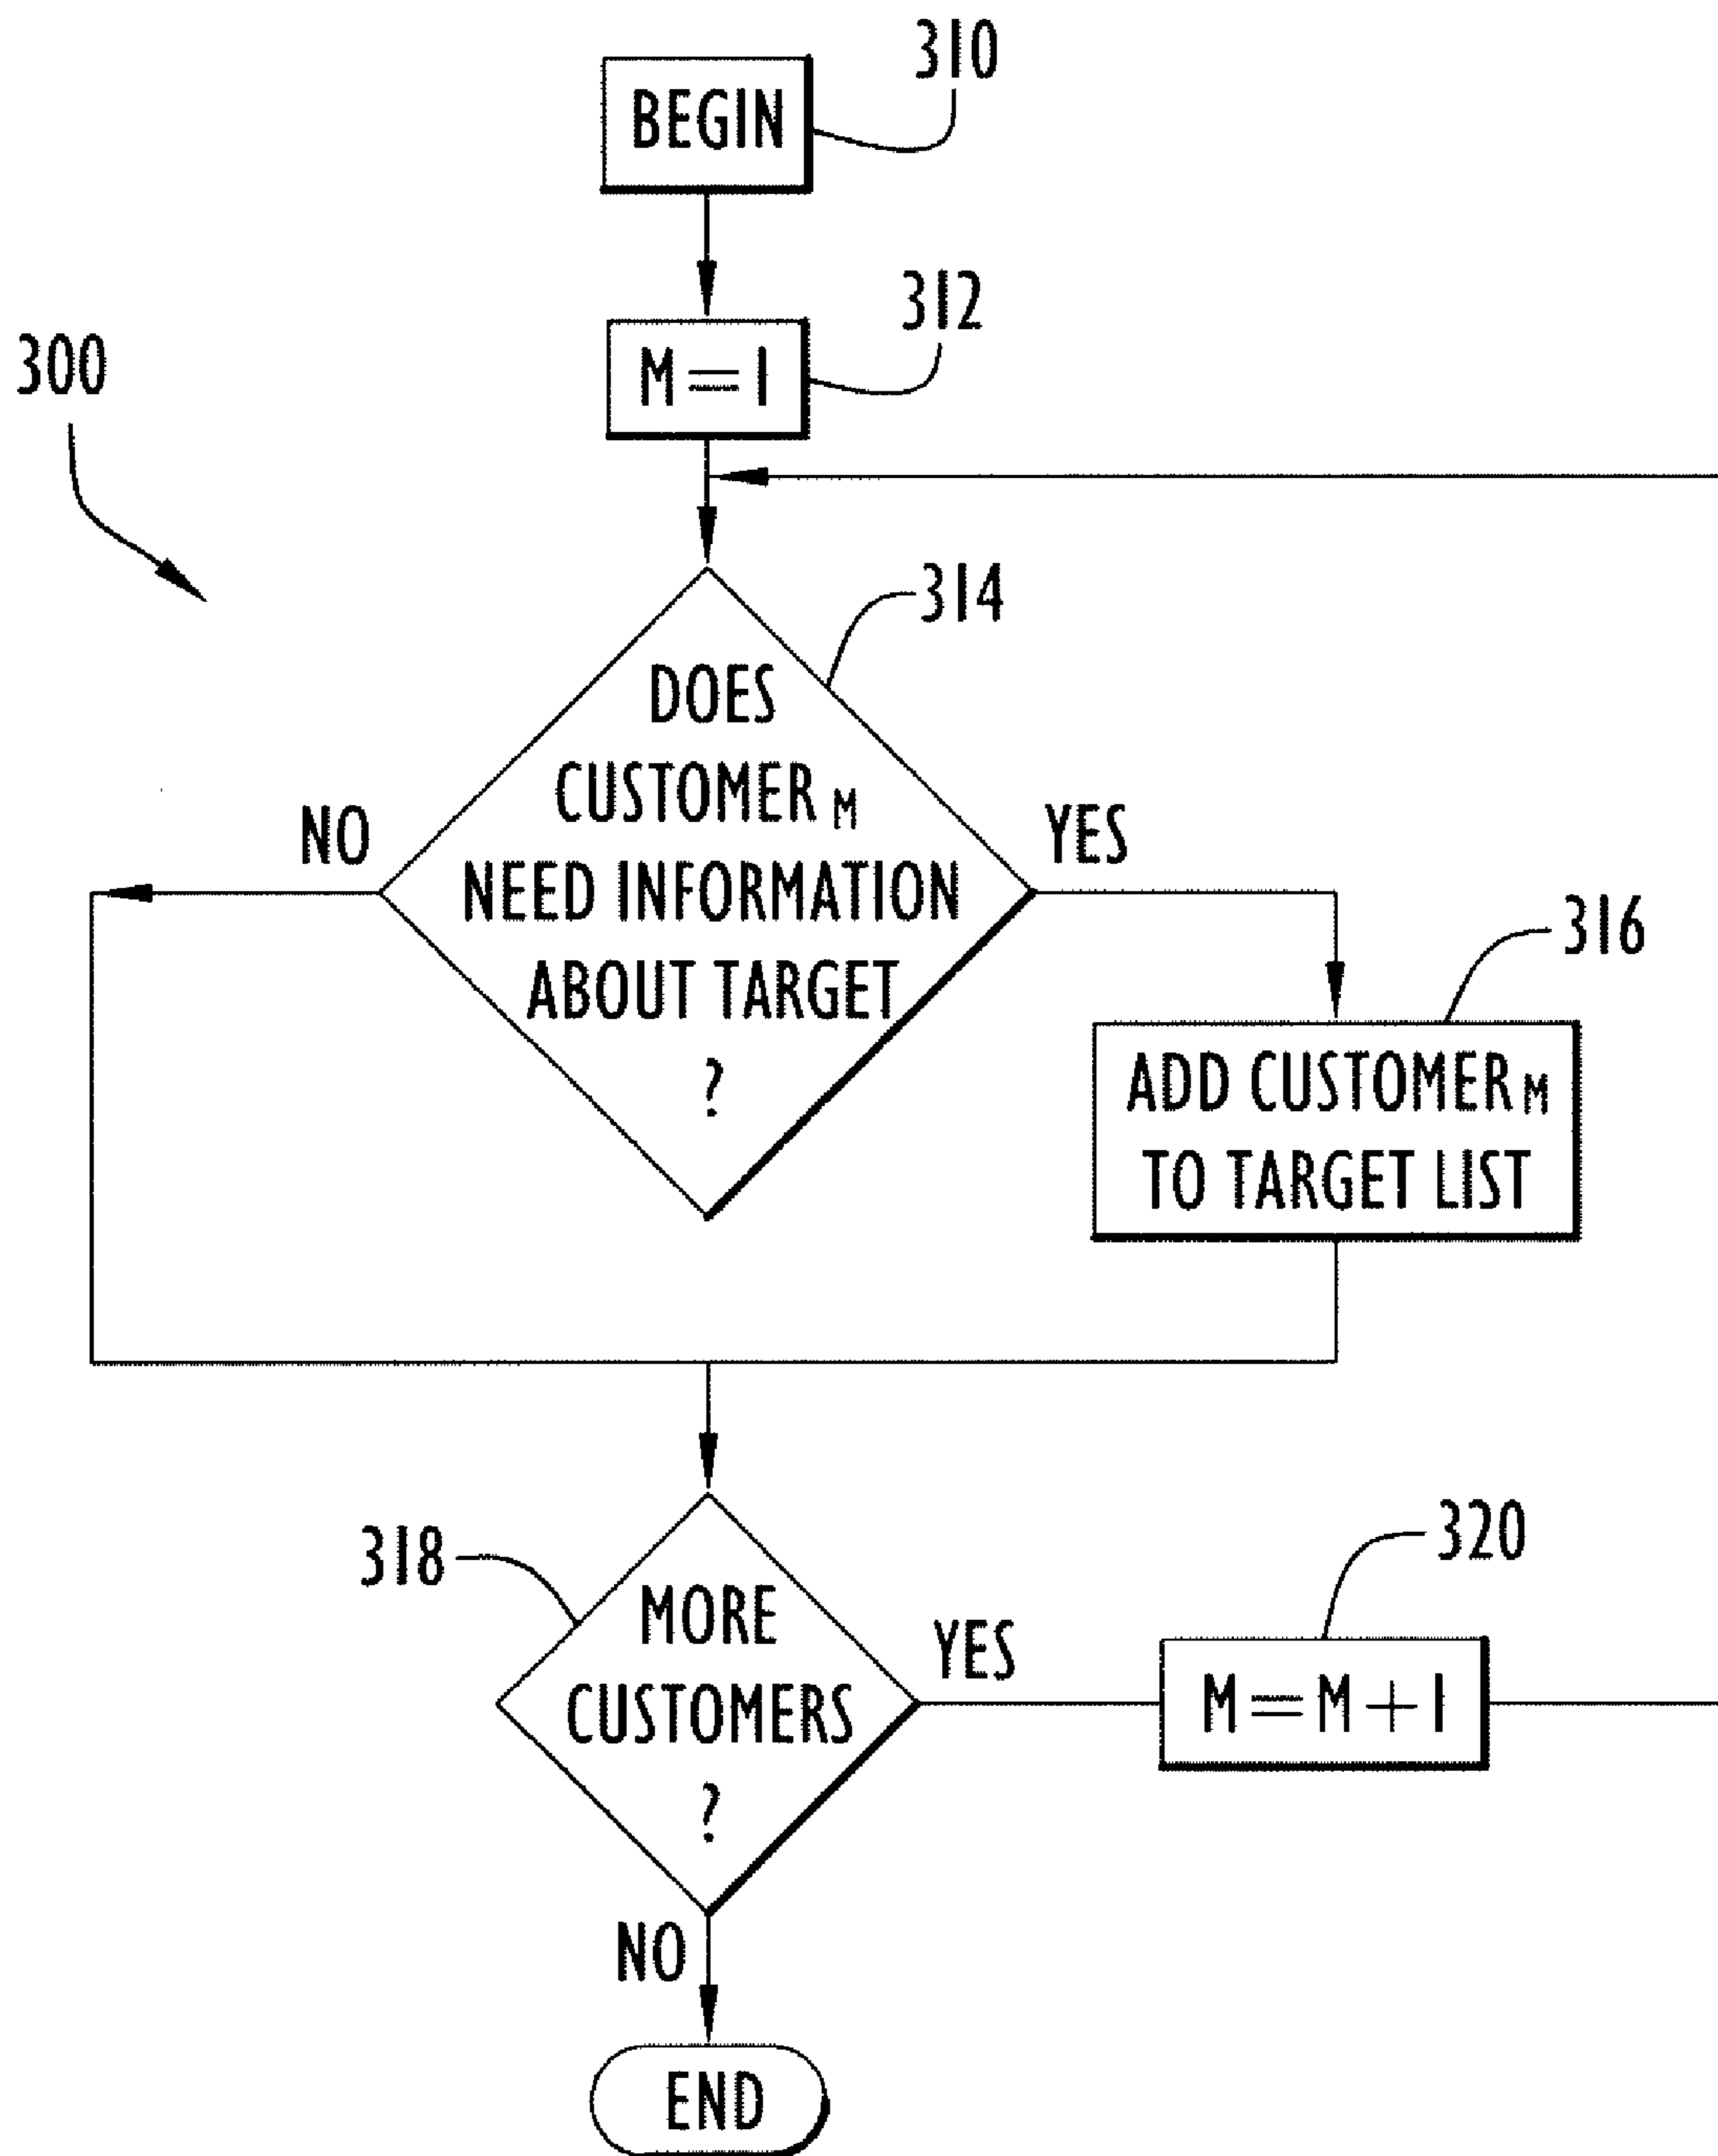 310
BEGIN
312
300
M=1
314
DOES
CUSTOMER M
NO
YES
NEED INFORMATION
ABOUT TARGET
?
316
ADD CUSTOMER M
TO TARGET LIST
318
320
MORE
CUSTOMERS
?
YES
M=M+1
NO
END